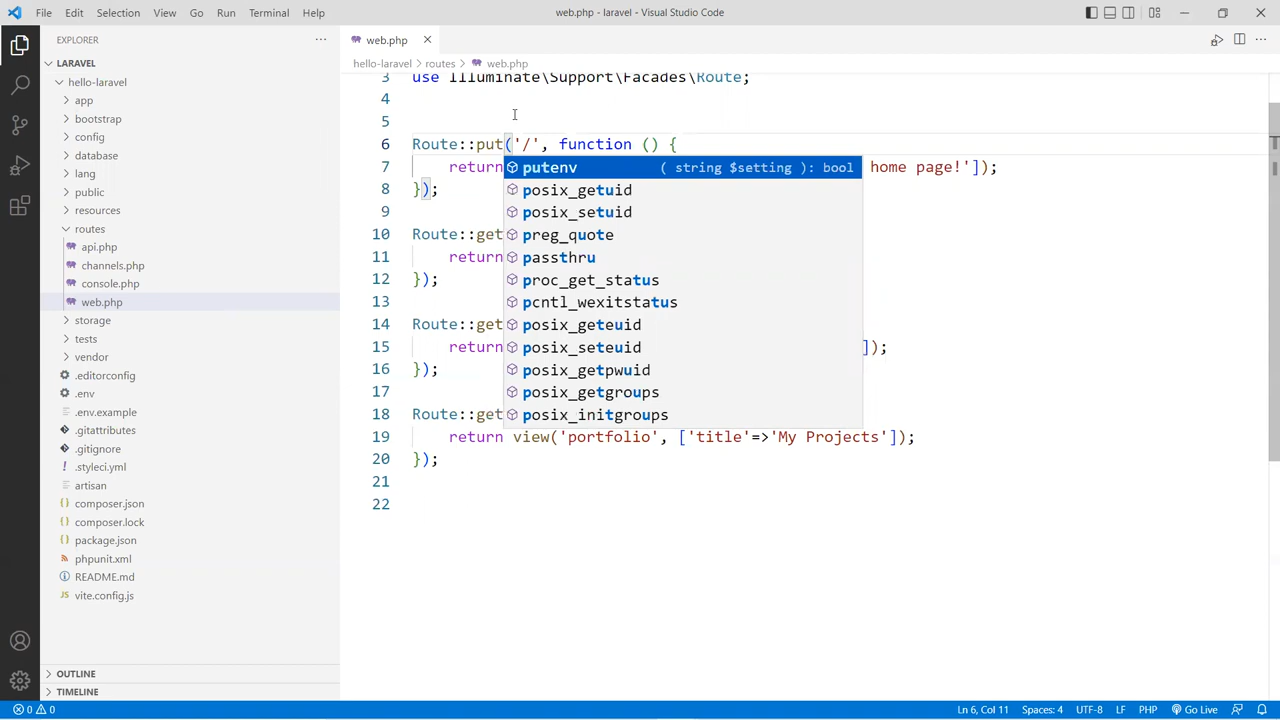 File Edit Selection View Go Run Terminal Help web.php - laravel - Visual Studio Code
EXPLORER
web.php
LARAVEL
hello-laravel
app
bootstrap
config
database
lang
public
resources
routes
api.php
channels.php
console.php
web.php
storage
tests
vendor
.editorconfig
.env
.env.example
.gitattributes
.gitignore
.styleci.yml
artisan
composer.json
composer.lock
package.json
phpunit.xml
README.md
vite.config.js
OUTLINE
TIMELINE
hello-laravel routes web.php
3 use Illuminate\Support\Facades\Route;
4
5
6 Route::put('/', function () {
7 return home page!']);
8 });
9
10 Route::get
11 return
12 });
13
14 Route::get
15 return ]);
16 });
17
18 Route::get
19 return view('portfolio', ['title'=>'My Projects']);
20 });
21
22
putenv ( string $setting ): bool
posix_getuid
posix_setuid
preg_quote
passthru
proc_get_status
pcntl_wexitstatus
posix_geteuid
posix_seteuid
posix_getpwuid
posix_getgroups
posix_initgroups
0 0 Ln 6, Col 11 Spaces: 4 UTF-8 LF PHP Go Live